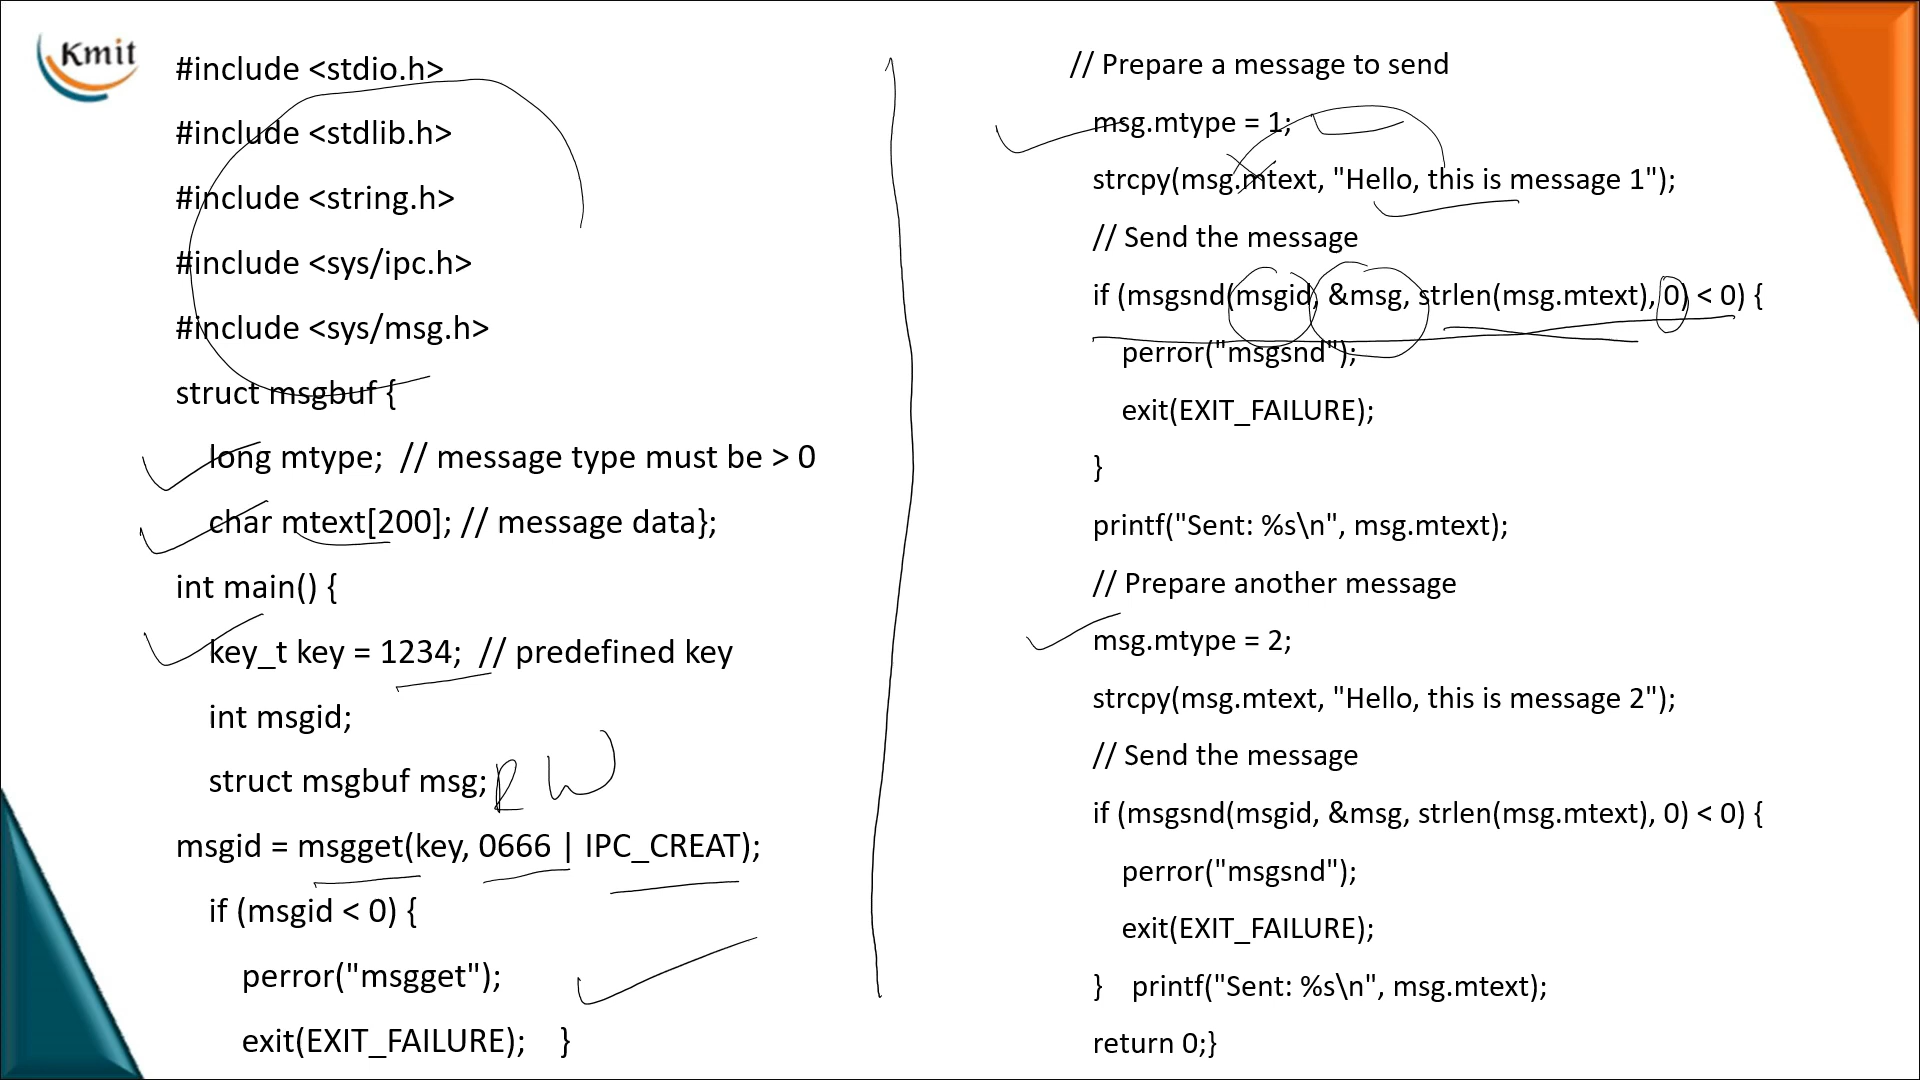 Kmit
#include <stdio.h>
#include <stdlib.h>
#include <string.h>
#include <sys/ipc.h>
#include <sys/msg.h>
struct msgbuf {
long mtype;  // message type must be > 0
char mtext[200]; // message data};
int main() {
key_t key = 1234;  // predefined key
int msgid;
struct msgbuf msg;
R W
msgid = msgget(key, 0666 | IPC_CREAT);
if (msgid < 0) {
perror("msgget");
exit(EXIT_FAILURE);    }
// Prepare a message to send
msg.mtype = 1;
strcpy(msg.mtext, "Hello, this is message 1");
// Send the message
if (msgsnd(msgid, &msg, strlen(msg.mtext), 0) < 0) {
perror("msgsnd");
exit(EXIT_FAILURE);
}
printf("Sent: %s\n", msg.mtext);
// Prepare another message
msg.mtype = 2;
strcpy(msg.mtext, "Hello, this is message 2");
// Send the message
if (msgsnd(msgid, &msg, strlen(msg.mtext), 0) < 0) {
perror("msgsnd");
exit(EXIT_FAILURE);
}    printf("Sent: %s\n", msg.mtext);
return 0;}